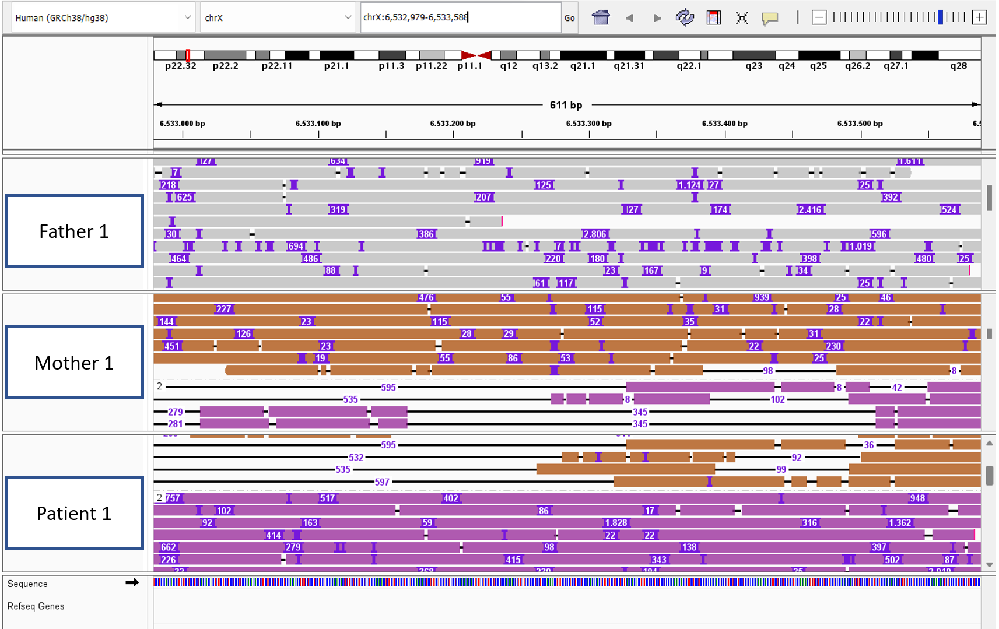 Human (GRCh38/hg38) chrX chrX:6,532,979-6,533,588 Go
p22.32 p22.2 p22.11 p21.1 p11.3 p11.22 p11.1 q12 q13.2 q21.1 q21.31 q22.1 q23 q24 q25 q26.2 q27.1 q28
611 bp
6.533.000 bp 6.533.100 bp 6.533.200 bp 6.533.300 bp 6.533.400 bp 6.533.500 bp
127 634 919 1.611
7
218 125 1.124 27 25
625 207 392
319 27 174 2.416 524
Father 1
30 386 2.806 596
694 7 1.019
464 486 220 180 398 480 25
88 23 167 9 34
61 117 25
476 55 939 25 46
227 115 31 28
144 23 115 52 35 22
126 28 29 31
451 23 22 230
19 55 86 53 25
Mother 1
98 8
2 595 8 42
535 8 102
279 345
281 345
595 36
532 92
535 99
597
2 757 517 402 948
102 86 17
Patient 1
92 163 59 1.828 316 1.362
414 22 22
662 279 98 138 397
226 415 343 502 87
Sequence
Refseq Genes